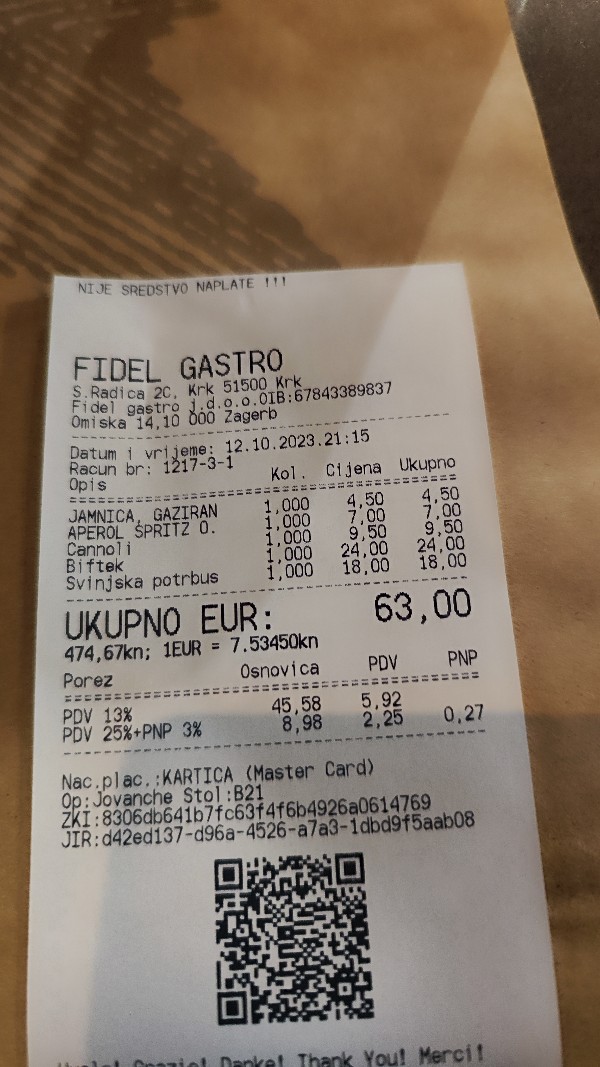 NIJE SREDSTVO NAPLATE !!!
FIDEL GASTRO
S.Radica 2C, Krk 51500 Krk
Fidel gastro j.d.o.o.OIB:67843389837
Omiska 14,10 000 Zagerb
Datum i vrijeme: 12.10.2023.21:15
Racun br: 1217-3-1
Opis Kol. Cijena Ukupno
JAMNICA, GAZIRAN 1,000 4,50 4,50
APEROL SPRITZ O. 1,000 7,00 7,00
Cannoli 1,000 9,50 9,50
Biftek 1,000 24,00 24,00
Svinjska potrbus 1,000 18,00 18,00
UKUPNO EUR: 63,00
474,67kn; 1EUR = 7.53450kn
Porez Osnovica PDV PNP
PDV 13% 45,58 5,92
PDV 25%+PNP 3% 8,98 2,25 0,27
Nac.plac.:KARTICA (Master Card)
Op:Jovanche Stol:B21
ZKI:8306db641b7fc63f4f6b4926a0614769
JIR:d42ed137-d96a-4526-a7a3-1dbd9f5aab08
Hvala! Grazie! Danke! Thank You! Merci!